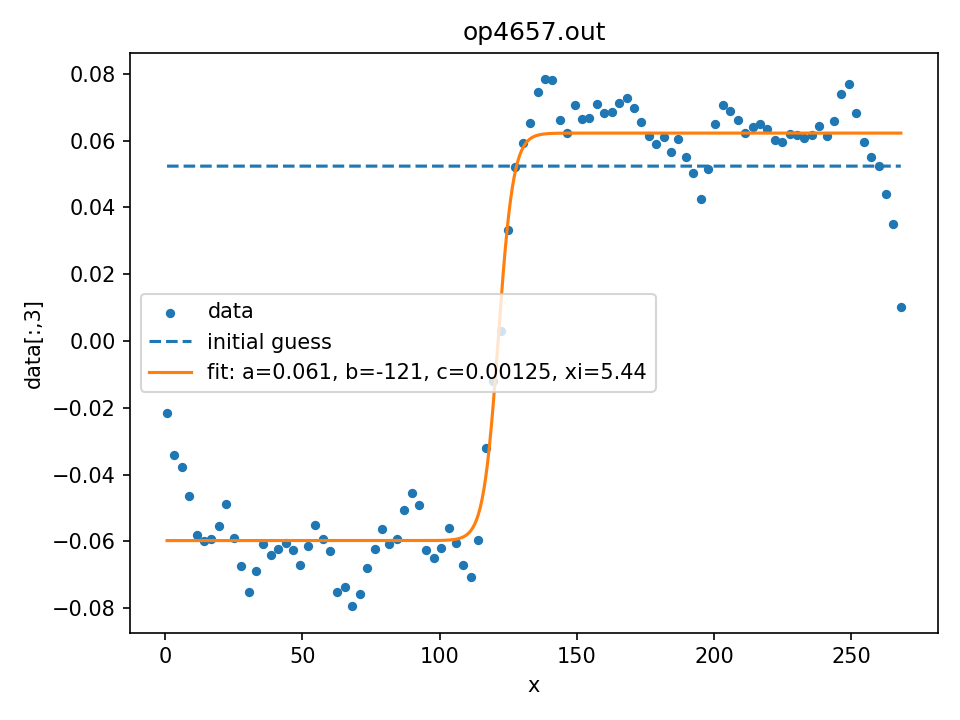 op4657.out
0.08
0.06
0.04
0.02
0.00
−0.02
−0.04
−0.06
−0.08
data[:,3]
data
initial guess
fit: a=0.061, b=-121, c=0.00125, xi=5.44
0 50 100 150 200 250
x